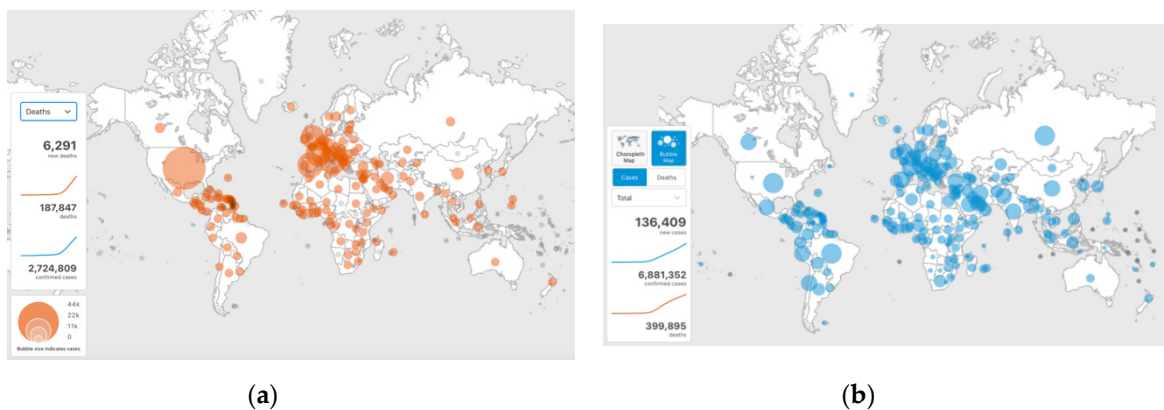 Deaths
6,291
new deaths
187,847
deaths
2,724,809
confirmed cases
44k
22k
11k
0
Bubble size indicates cases
(a)
Choropleth
Map
Bubble
Map
Cases
Deaths
Total
136,409
new cases
6,881,352
confirmed cases
399,895
deaths
(b)